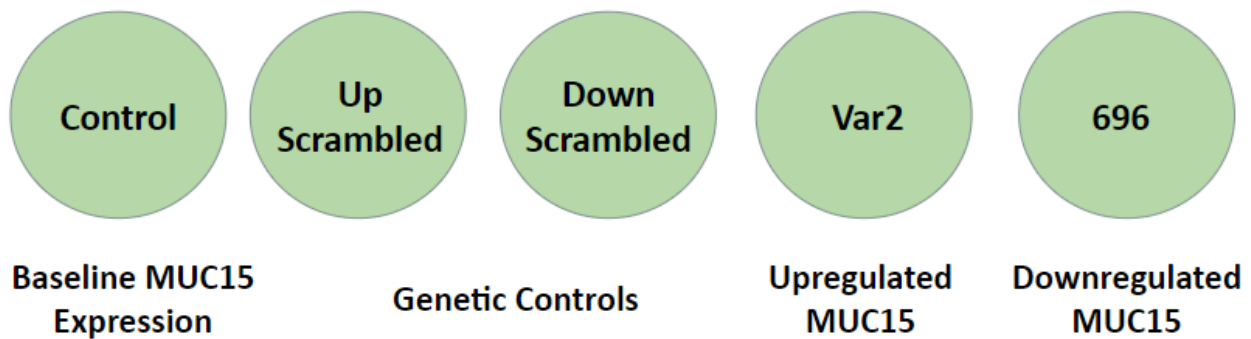 Control
Up
Scrambled
Down
Scrambled
Var2
696
Baseline MUC15
Expression
Genetic Controls
Upregulated
MUC15
Downregulated
MUC15